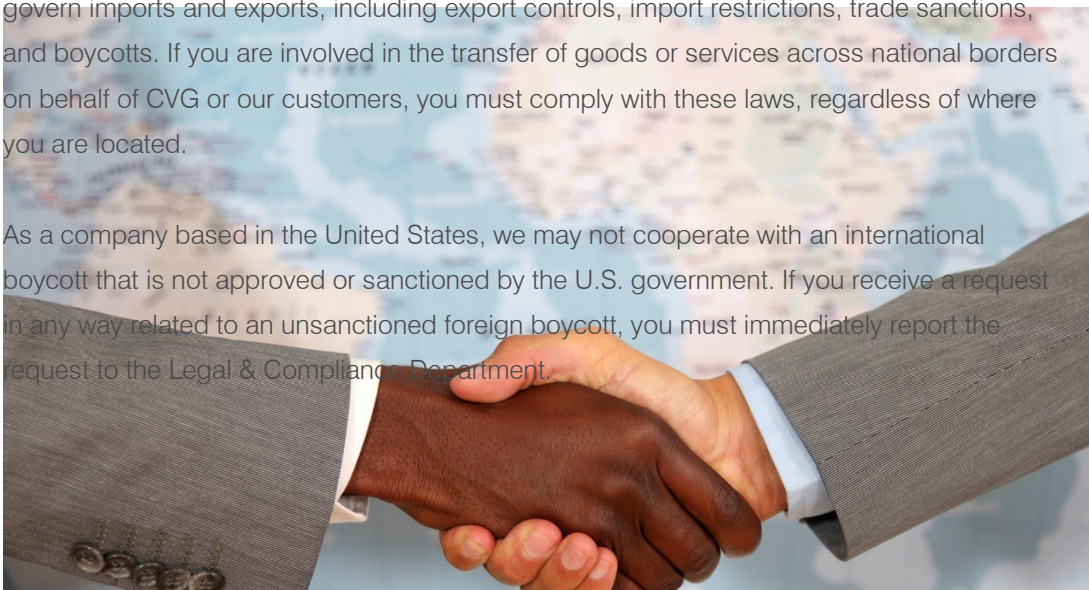 govern imports and exports, including export controls, import restrictions, trade sanctions,
and boycotts. If you are involved in the transfer of goods or services across national borders
on behalf of CVG or our customers, you must comply with these laws, regardless of where
you are located.
As a company based in the United States, we may not cooperate with an international
boycott that is not approved or sanctioned by the U.S. government. If you receive a request
in any way related to an unsanctioned foreign boycott, you must immediately report the
request to the Legal & Compliance Department.